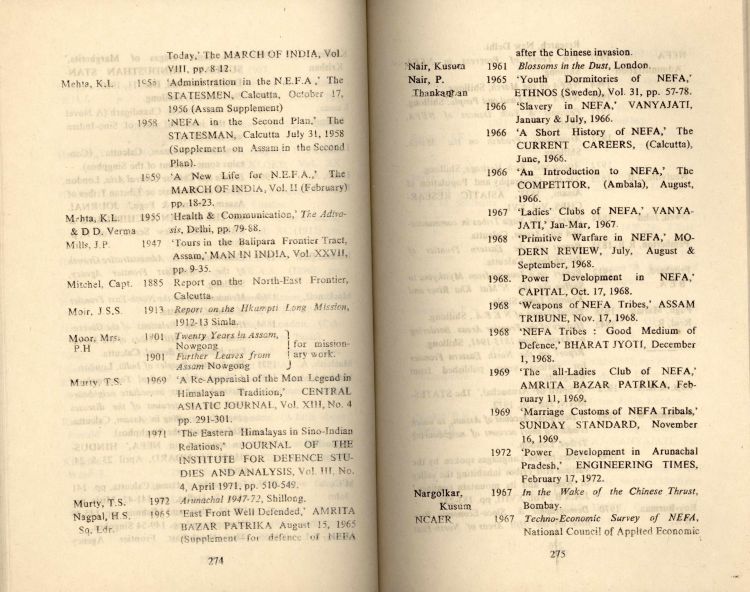 Today,' The MARCH OF INDIA, Vol.
VIII, pp. 8-12.
Mehta, K.L. 1956 'Administration in the N.E.F.A,' The
STATESMEN, Calcutta, October 17,
1956 (Assam Supplement)
1958 'NEFA in the Second Plan,' The
STATESMAN, Calcutta July 31, 1958
(Supplement on Assam in the Second
Plan).
1959 'A New Life for N.E.F.A.,' The
MARCH OF INDIA, Vol. II (February)
pp. 18-23.
Mehta, K.L. 1955 'Health & Communication,' The Adiva-
& D D. Verma sis, Delhi, pp. 79-88.
Mills, J.P. 1947 'Tours in the Balipara Frontier Tract,
Assam,' MAN IN INDIA, Vol. XXVII,
pp. 9-35.
Mitchel, Capt. 1885 Report on the North-East Frontier,
Calcutta.
Moir, J S.S. 1913 Report on the Hkampti Long Mission,
1912-13 Simla.
Moor, Mrs. 1901 Twenty Years in Assam,
P.H Nowgong for mission-
1901 Further Leaves from ary work.
Assam Nowgong
Murty, T.S. 1969 'A Re-Appraisal of the Mon Legend in
Himalayan Tradition,' CENTRAL
ASIATIC JOURNAL, Vol. XIII, No. 4
pp. 291-301.
1971 'The Eastern Himalayas in Sino-Indian
Relations,' JOURNAL OF THE
INSTITUTE FOR DEFENCE STU-
DIES AND ANALYSIS, Vol. III, No.
4, April 1971, pp. 510-549.
Murty, T.S. 1972 Arunachal 1947-72, Shillong.
Nagpal, H.S. 1965 'East Front Well Defended,' AMRITA
Sq. Ldr. BAZAR PATRIKA August 15, 1965
(Supplement for defence of NEFA
274
after the Chinese invasion.
Nair, Kusum 1961 Blossoms in the Dust, London.
Nair, P. 1965 'Youth Dormitories of NEFA,'
Thankappan ETHNOS (Sweden), Vol. 31, pp. 57-78.
1966 'Slavery in NEFA,' VANYAJATI,
January & July, 1966.
1966 'A Short History of NEFA,' The
CURRENT CAREERS, (Calcutta),
June, 1966.
1966 'An Introduction to NEFA,' The
COMPETITOR, (Ambala), August,
1966.
1967 'Ladies' Clubs of NEFA,' VANYA-
JATI,' Jan-Mar, 1967.
1968 'Primitive Warfare in NEFA,' MO-
DERN REVIEW, July, August &
September, 1968.
1968. Power Development in NEFA,'
CAPITAL, Oct. 17, 1968.
1968 'Weapons of NEFA Tribes,' ASSAM
TRIBUNE, Nov. 17, 1968.
1968 'NEFA Tribes : Good Medium of
Defence,' BHARAT JYOTI, December
1, 1968.
1969 'The all-Ladies Club of NEFA,'
AMRITA BAZAR PATRIKA, Feb-
ruary 11, 1969.
1969 'Marriage Customs of NEFA Tribals,'
SUNDAY STANDARD, November
16, 1969.
1972 'Power Development in Arunachal
Pradesh,' ENGINEERING TIMES,
February 17, 1972.
Nargolkar, 1967 In the Wake of the Chinese Thrust,
Kusum Bombay.
NCAER 1967 Techno-Economic Survey of NEFA,
National Council of Applied Economic
275